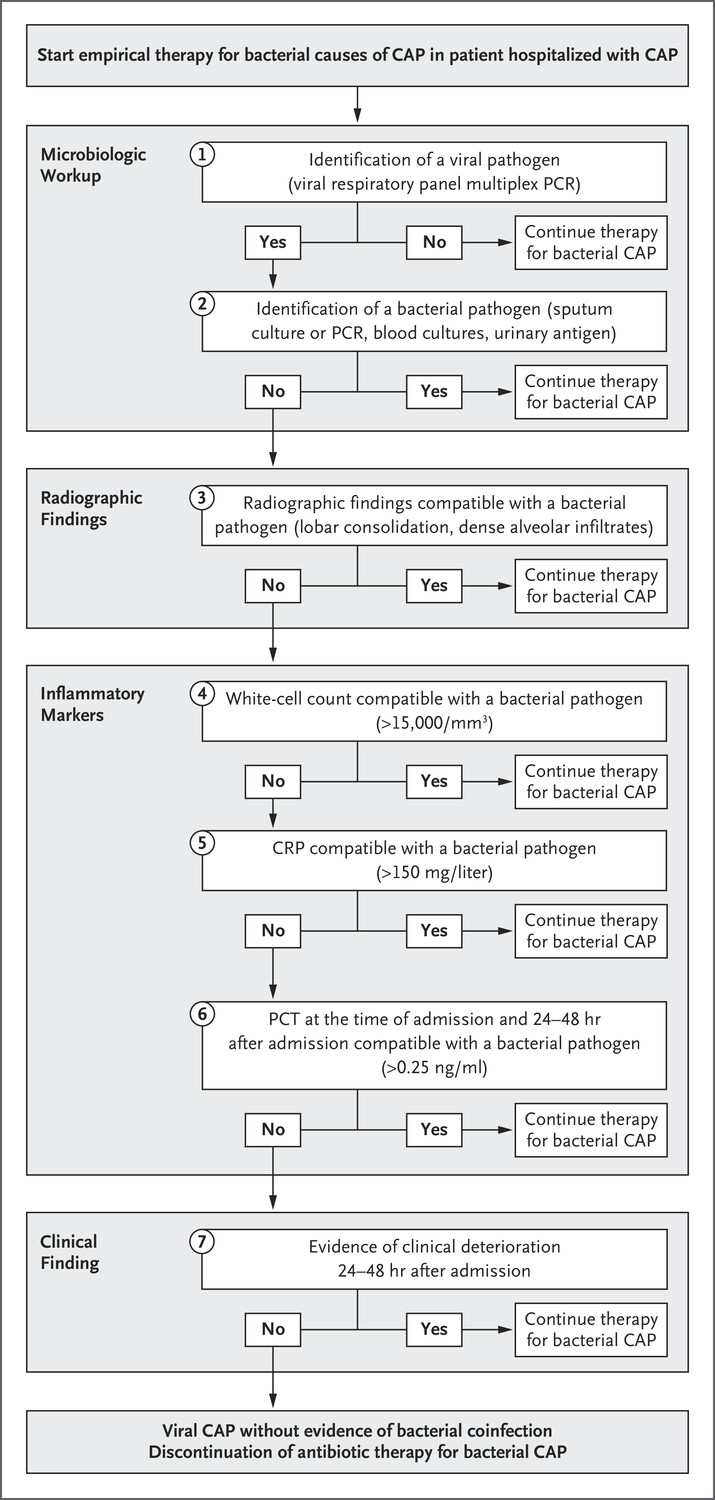 Start empirical therapy for bacterial causes of CAP in patient hospitalized with CAP
Microbiologic
Workup
1
Identification of a viral pathogen
(viral respiratory panel multiplex PCR)
Yes
No
Continue therapy
for bacterial CAP
2
Identification of a bacterial pathogen (sputum
culture or PCR, blood cultures, urinary antigen)
No
Yes
Continue therapy
for bacterial CAP
Radiographic
Findings
3
Radiographic findings compatible with a bacterial
pathogen (lobar consolidation, dense alveolar infiltrates)
No
Yes
Continue therapy
for bacterial CAP
Inflammatory
Markers
4
White-cell count compatible with a bacterial pathogen
(>15,000/mm³)
No
Yes
Continue therapy
for bacterial CAP
5
CRP compatible with a bacterial pathogen
(>150 mg/liter)
No
Yes
Continue therapy
for bacterial CAP
6
PCT at the time of admission and 24–48 hr
after admission compatible with a bacterial pathogen
(>0.25 ng/ml)
No
Yes
Continue therapy
for bacterial CAP
Clinical
Finding
7
Evidence of clinical deterioration
24–48 hr after admission
No
Yes
Continue therapy
for bacterial CAP
Viral CAP without evidence of bacterial coinfection
Discontinuation of antibiotic therapy for bacterial CAP